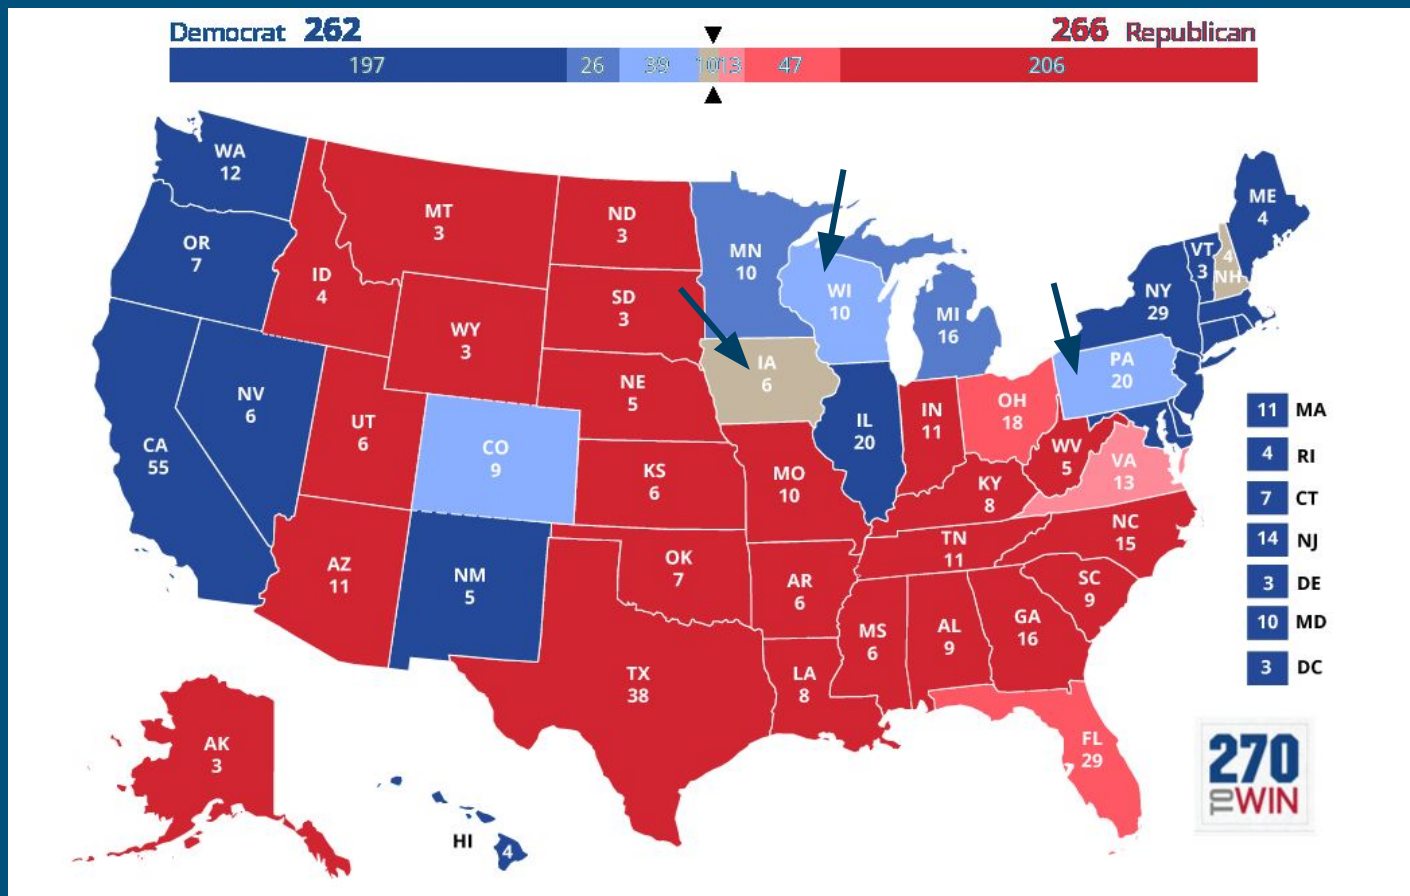 Democrat 262
266 Republican
197
26
39
10
13
47
206
WA
12
OR
7
CA
55
NV
6
ID
4
MT
3
WY
3
UT
6
AZ
11
CO
9
NM
5
ND
3
SD
3
NE
5
KS
6
OK
7
TX
38
MN
10
IA
6
MO
10
AR
6
LA
8
WI
10
IL
20
MI
16
IN
11
OH
18
KY
8
TN
11
MS
6
AL
9
GA
16
FL
29
SC
9
NC
15
VA
13
WV
5
PA
20
NY
29
VT
3
4
NH
ME
4
11 MA
4 RI
7 CT
14 NJ
3 DE
10 MD
3 DC
AK
3
HI
4
270
TO WIN